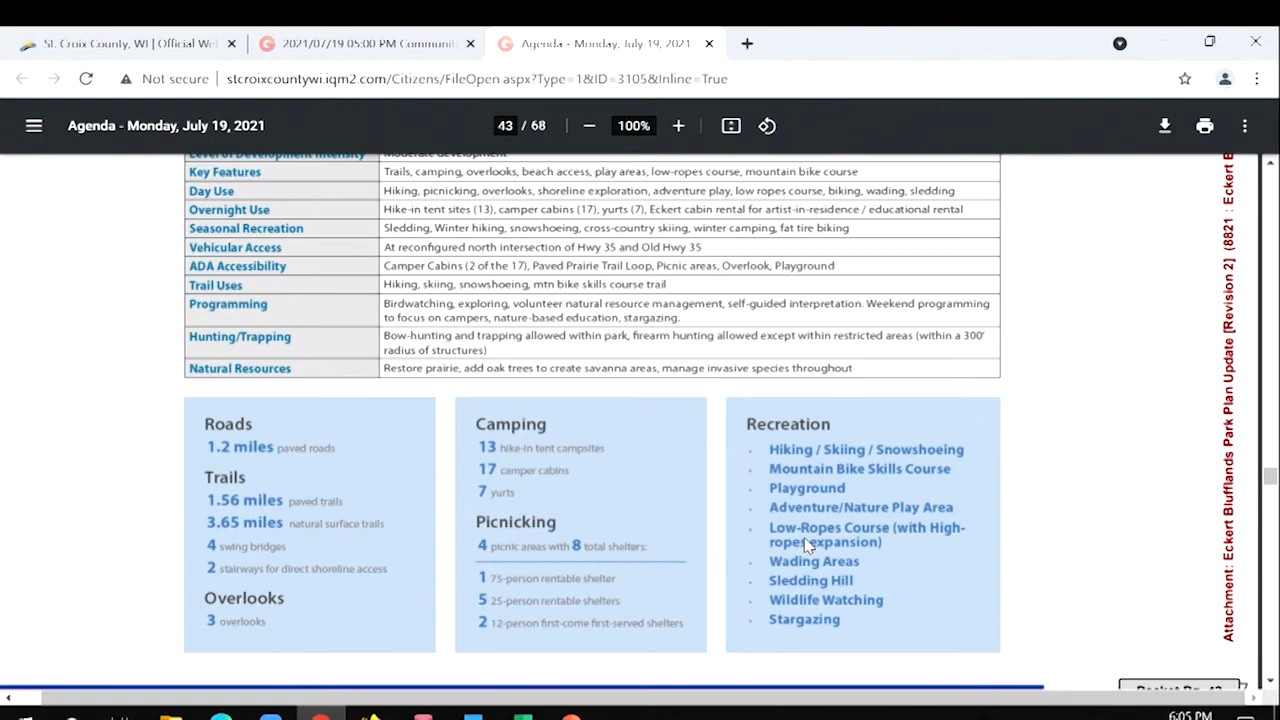 St. Croix County, WI | Official Wel
2021/07/19 05:00 PM Communit
Agenda - Monday, July 19, 2021
Not secure
stcroixcountywi.iqm2.com/Citizens/FileOpen.aspx?Type=1&ID=3105&Inline=True
Agenda - Monday, July 19, 2021
43 / 68
100%
Level of Development Intensity Moderate development
Key Features Trails, camping, overlooks, beach access, play areas, low-ropes course, mountain bike course
Day Use Hiking, picnicking, overlooks, shoreline exploration, adventure play, low ropes course, biking, wading, sledding
Overnight Use Hike-in tent sites (13), camper cabins (17), yurts (7), Eckert cabin rental for artist-in-residence / educational rental
Seasonal Recreation Sledding, Winter hiking, snowshoeing, cross-country skiing, winter camping, fat tire biking
Vehicular Access At reconfigured north intersection of Hwy 35 and Old Hwy 35
ADA Accessibility Camper Cabins (2 of the 17), Paved Prairie Trail Loop, Picnic areas, Overlook, Playground
Trail Uses Hiking, skiing, snowshoeing, mtn bike skills course trail
Programming Birdwatching, exploring, volunteer natural resource management, self-guided interpretation. Weekend programming
to focus on campers, nature-based education, stargazing.
Hunting/Trapping Bow-hunting and trapping allowed within park, firearm hunting allowed except within restricted areas (within a 300'
radius of structures)
Natural Resources Restore prairie, add oak trees to create savanna areas, manage invasive species throughout
Roads
1.2 miles paved roads
Trails
1.56 miles paved trails
3.65 miles natural surface trails
4 swing bridges
2 stairways for direct shoreline access
Overlooks
3 overlooks
Camping
13 hike-in tent campsites
17 camper cabins
7 yurts
Picnicking
4 picnic areas with 8 total shelters:
1 75-person rentable shelter
5 25-person rentable shelters
2 12-person first-come first-served shelters
Recreation
Hiking / Skiing / Snowshoeing
Mountain Bike Skills Course
Playground
Adventure/Nature Play Area
Low-Ropes Course (with High-
ropes expansion)
Wading Areas
Sledding Hill
Wildlife Watching
Stargazing
Attachment: Eckert Blufflands Park Plan Update [Revision 2] (8821 : Eckert B
Packet Pg. 43
6:05 PM